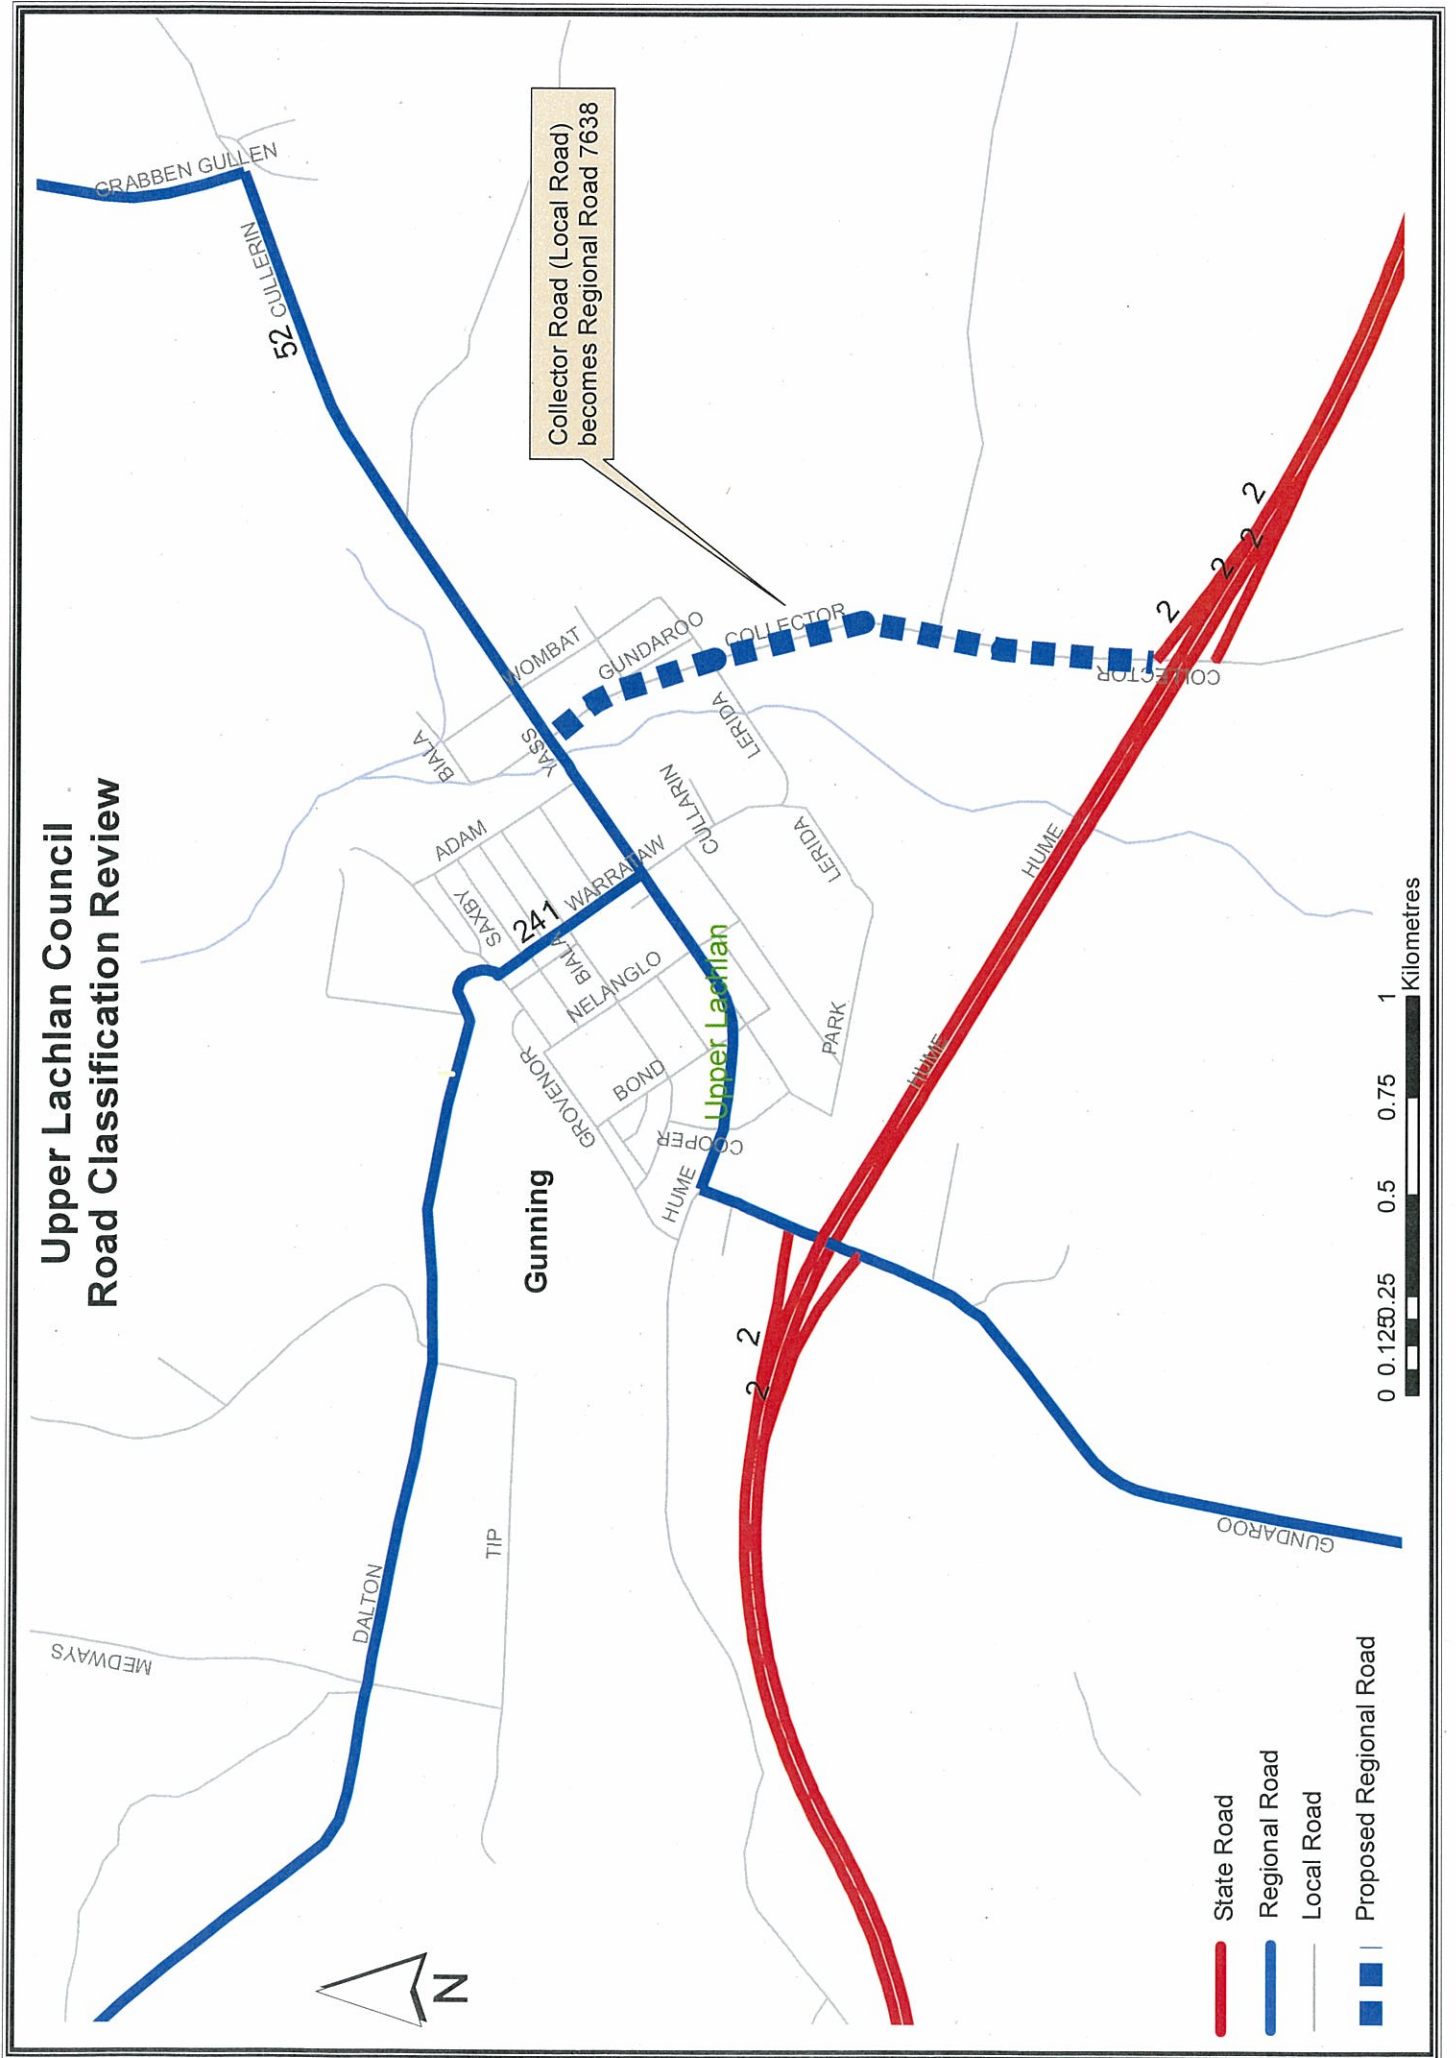 Upper Lachlan Council
Road Classification Review
GRABBEN GULLEN
CULLERIN
52
Collector Road (Local Road)
becomes Regional Road 7638
WOMBAT
GUNDAROO
COLLECTOR
COLLECTOR
YASS
BIALA
LERIDA
LERIDA
CULLARIN
ADAM
SAXBY
WARRATAW
241
BIALA
NELANGLO
GROVENOR
BOND
COOPER
PARK
HUME
HUME
HUME
Upper Lachlan
Gunning
2
2
2
2
2
2
MEDWAYS
DALTON
TIP
GUNDAROO
N
State Road
Regional Road
Local Road
Proposed Regional Road
0 0.125 0.25 0.5 0.75 1
Kilometres